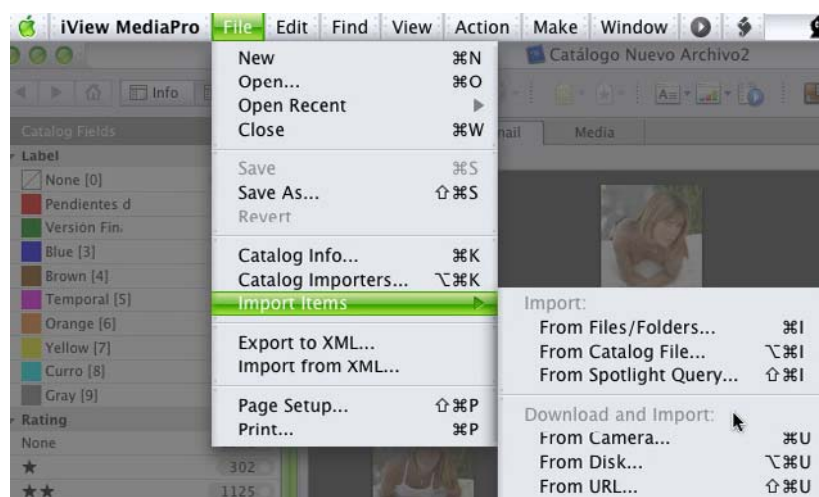 iView MediaPro File Edit Find View Action Make Window
Catálogo Nuevo Archivo2
Info
Catalog Fields
Label
None [0]
Pendientes d
Versión Fin
Blue [3]
Brown [4]
Temporal [5]
Orange [6]
Yellow [7]
Curro [8]
Gray [9]
Rating
None
★ 302
★★ 1125
New ⌘N
Open... ⌘O
Open Recent
Close ⌘W
Save ⌘S
Save As... ⇧⌘S
Revert
Catalog Info... ⌘K
Catalog Importers... ⌥⌘K
Import Items
Export to XML...
Import from XML...
Page Setup... ⇧⌘P
Print... ⌘P
Media
Import:
From Files/Folders... ⌘I
From Catalog File... ⌥⌘I
From Spotlight Query... ⇧⌘I
Download and Import:
From Camera... ⌘U
From Disk... ⌥⌘U
From URL... ⇧⌘U